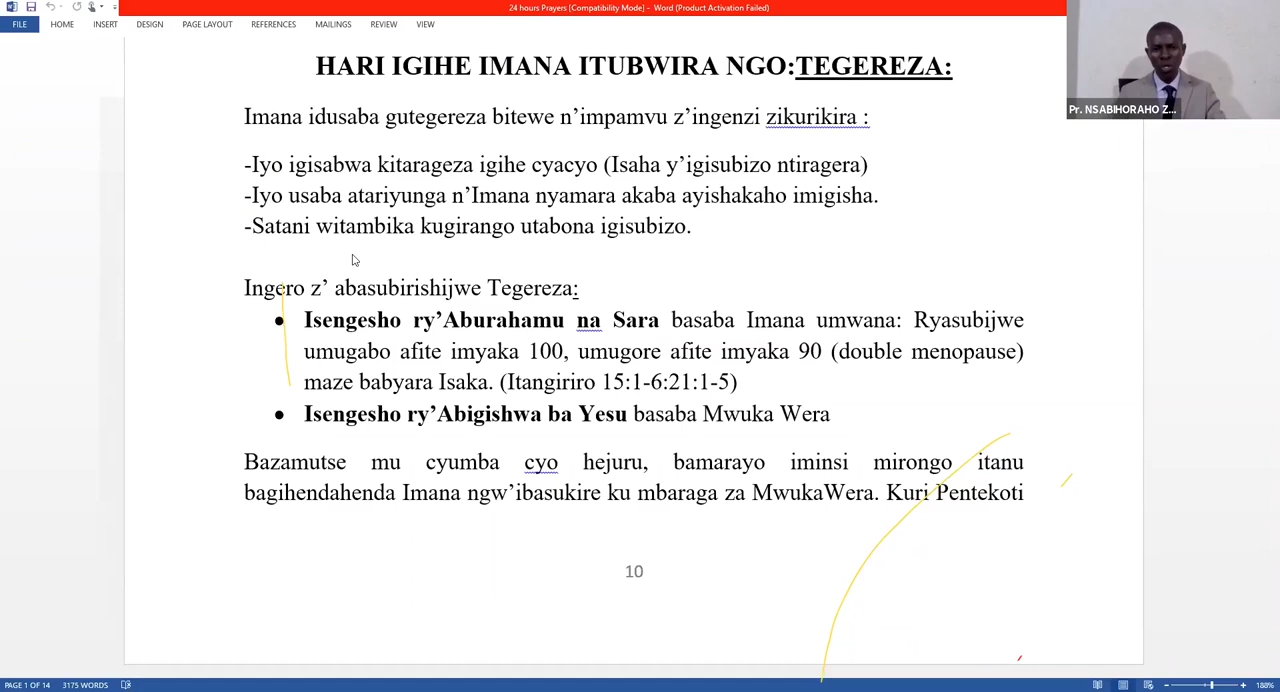 24 hours Prayers [Compatibility Mode] - Word (Product Activation Failed)
FILE HOME INSERT DESIGN PAGE LAYOUT REFERENCES MAILINGS REVIEW VIEW
HARI IGIHE IMANA ITUBWIRA NGO:TEGEREZA:
Pr. NSABIHORAHO Z...
Imana idusaba gutegereza bitewe n’impamvu z’ingenzi zikurikira :
-Iyo igisabwa kitarageza igihe cyacyo (Isaha y’igisubizo ntiragera)
-Iyo usaba atariyunga n’Imana nyamara akaba ayishakaho imigisha.
-Satani witambika kugirango utabona igisubizo.
Ingero z’ abasubirishijwe Tegereza:
• Isengesho ry’Aburahamu na Sara basaba Imana umwana: Ryasubijwe
umugabo afite imyaka 100, umugore afite imyaka 90 (double menopause)
maze babyara Isaka. (Itangiriro 15:1-6:21:1-5)
• Isengesho ry’Abigishwa ba Yesu basaba Mwuka Wera
Bazamutse mu cyumba cyo hejuru, bamarayo iminsi mirongo itanu
bagihendahenda Imana ngw’ibasukire ku mbaraga za MwukaWera. Kuri Pentekoti
10
PAGE 1 OF 14 3175 WORDS 188%